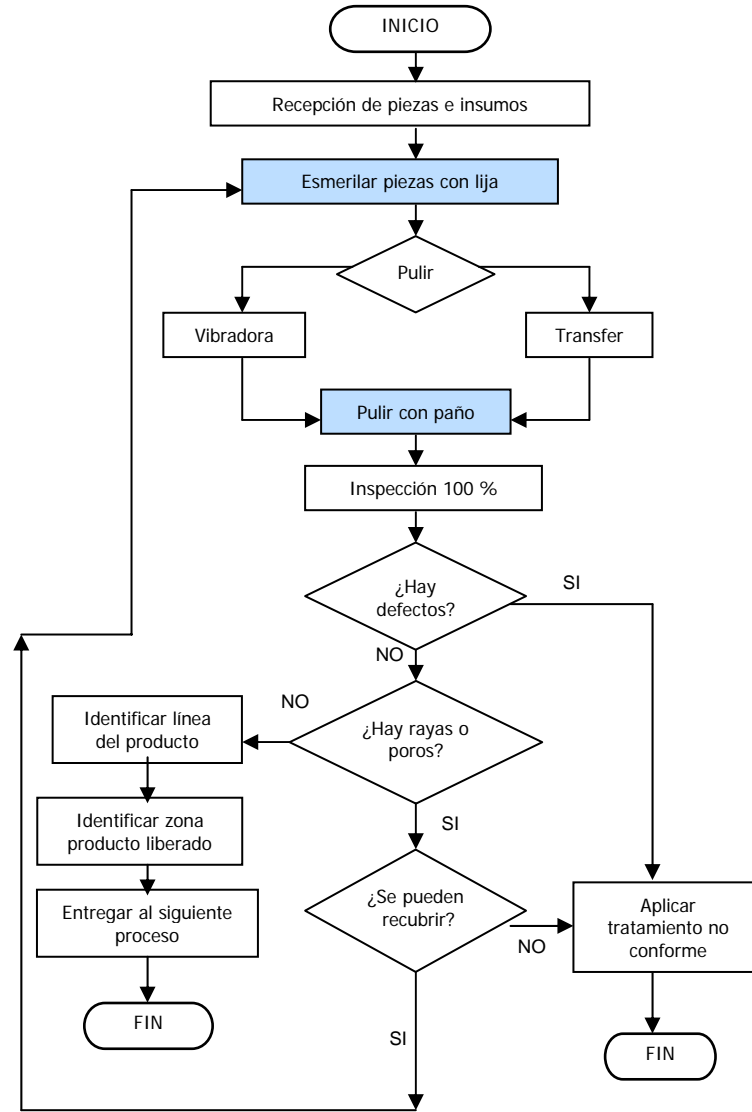 INICIO
Recepción de piezas e insumos
Esmerilar piezas con lija
Pulir
Vibradora
Transfer
Pulir con paño
Inspección 100 %
¿Hay
defectos?
SI
NO
¿Hay rayas o
poros?
NO
Identificar línea
del producto
Identificar zona
producto liberado
Entregar al siguiente
proceso
FIN
SI
¿Se pueden
recubrir?
NO
Aplicar
tratamiento no
conforme
FIN
SI